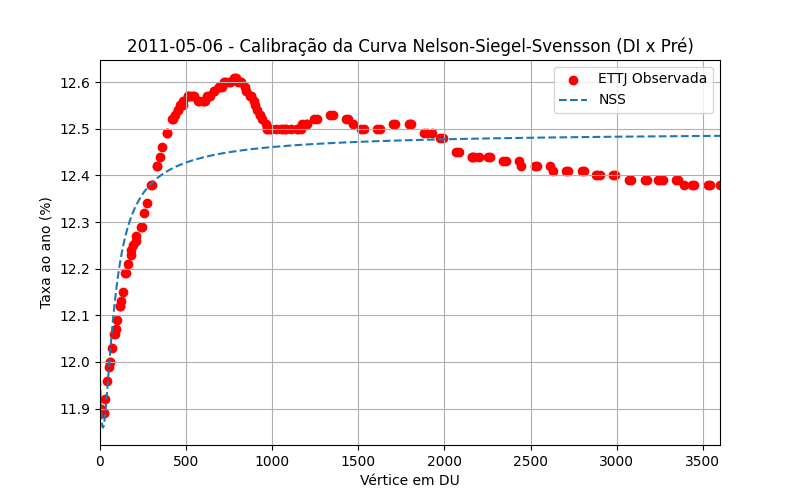 2011-05-06 - Calibração da Curva Nelson-Siegel-Svensson (DI x Pré)
ETTJ Observada
NSS
Taxa ao ano (%)
12.6
12.5
12.4
12.3
12.2
12.1
12.0
11.9
0 500 1000 1500 2000 2500 3000 3500
Vértice em DU